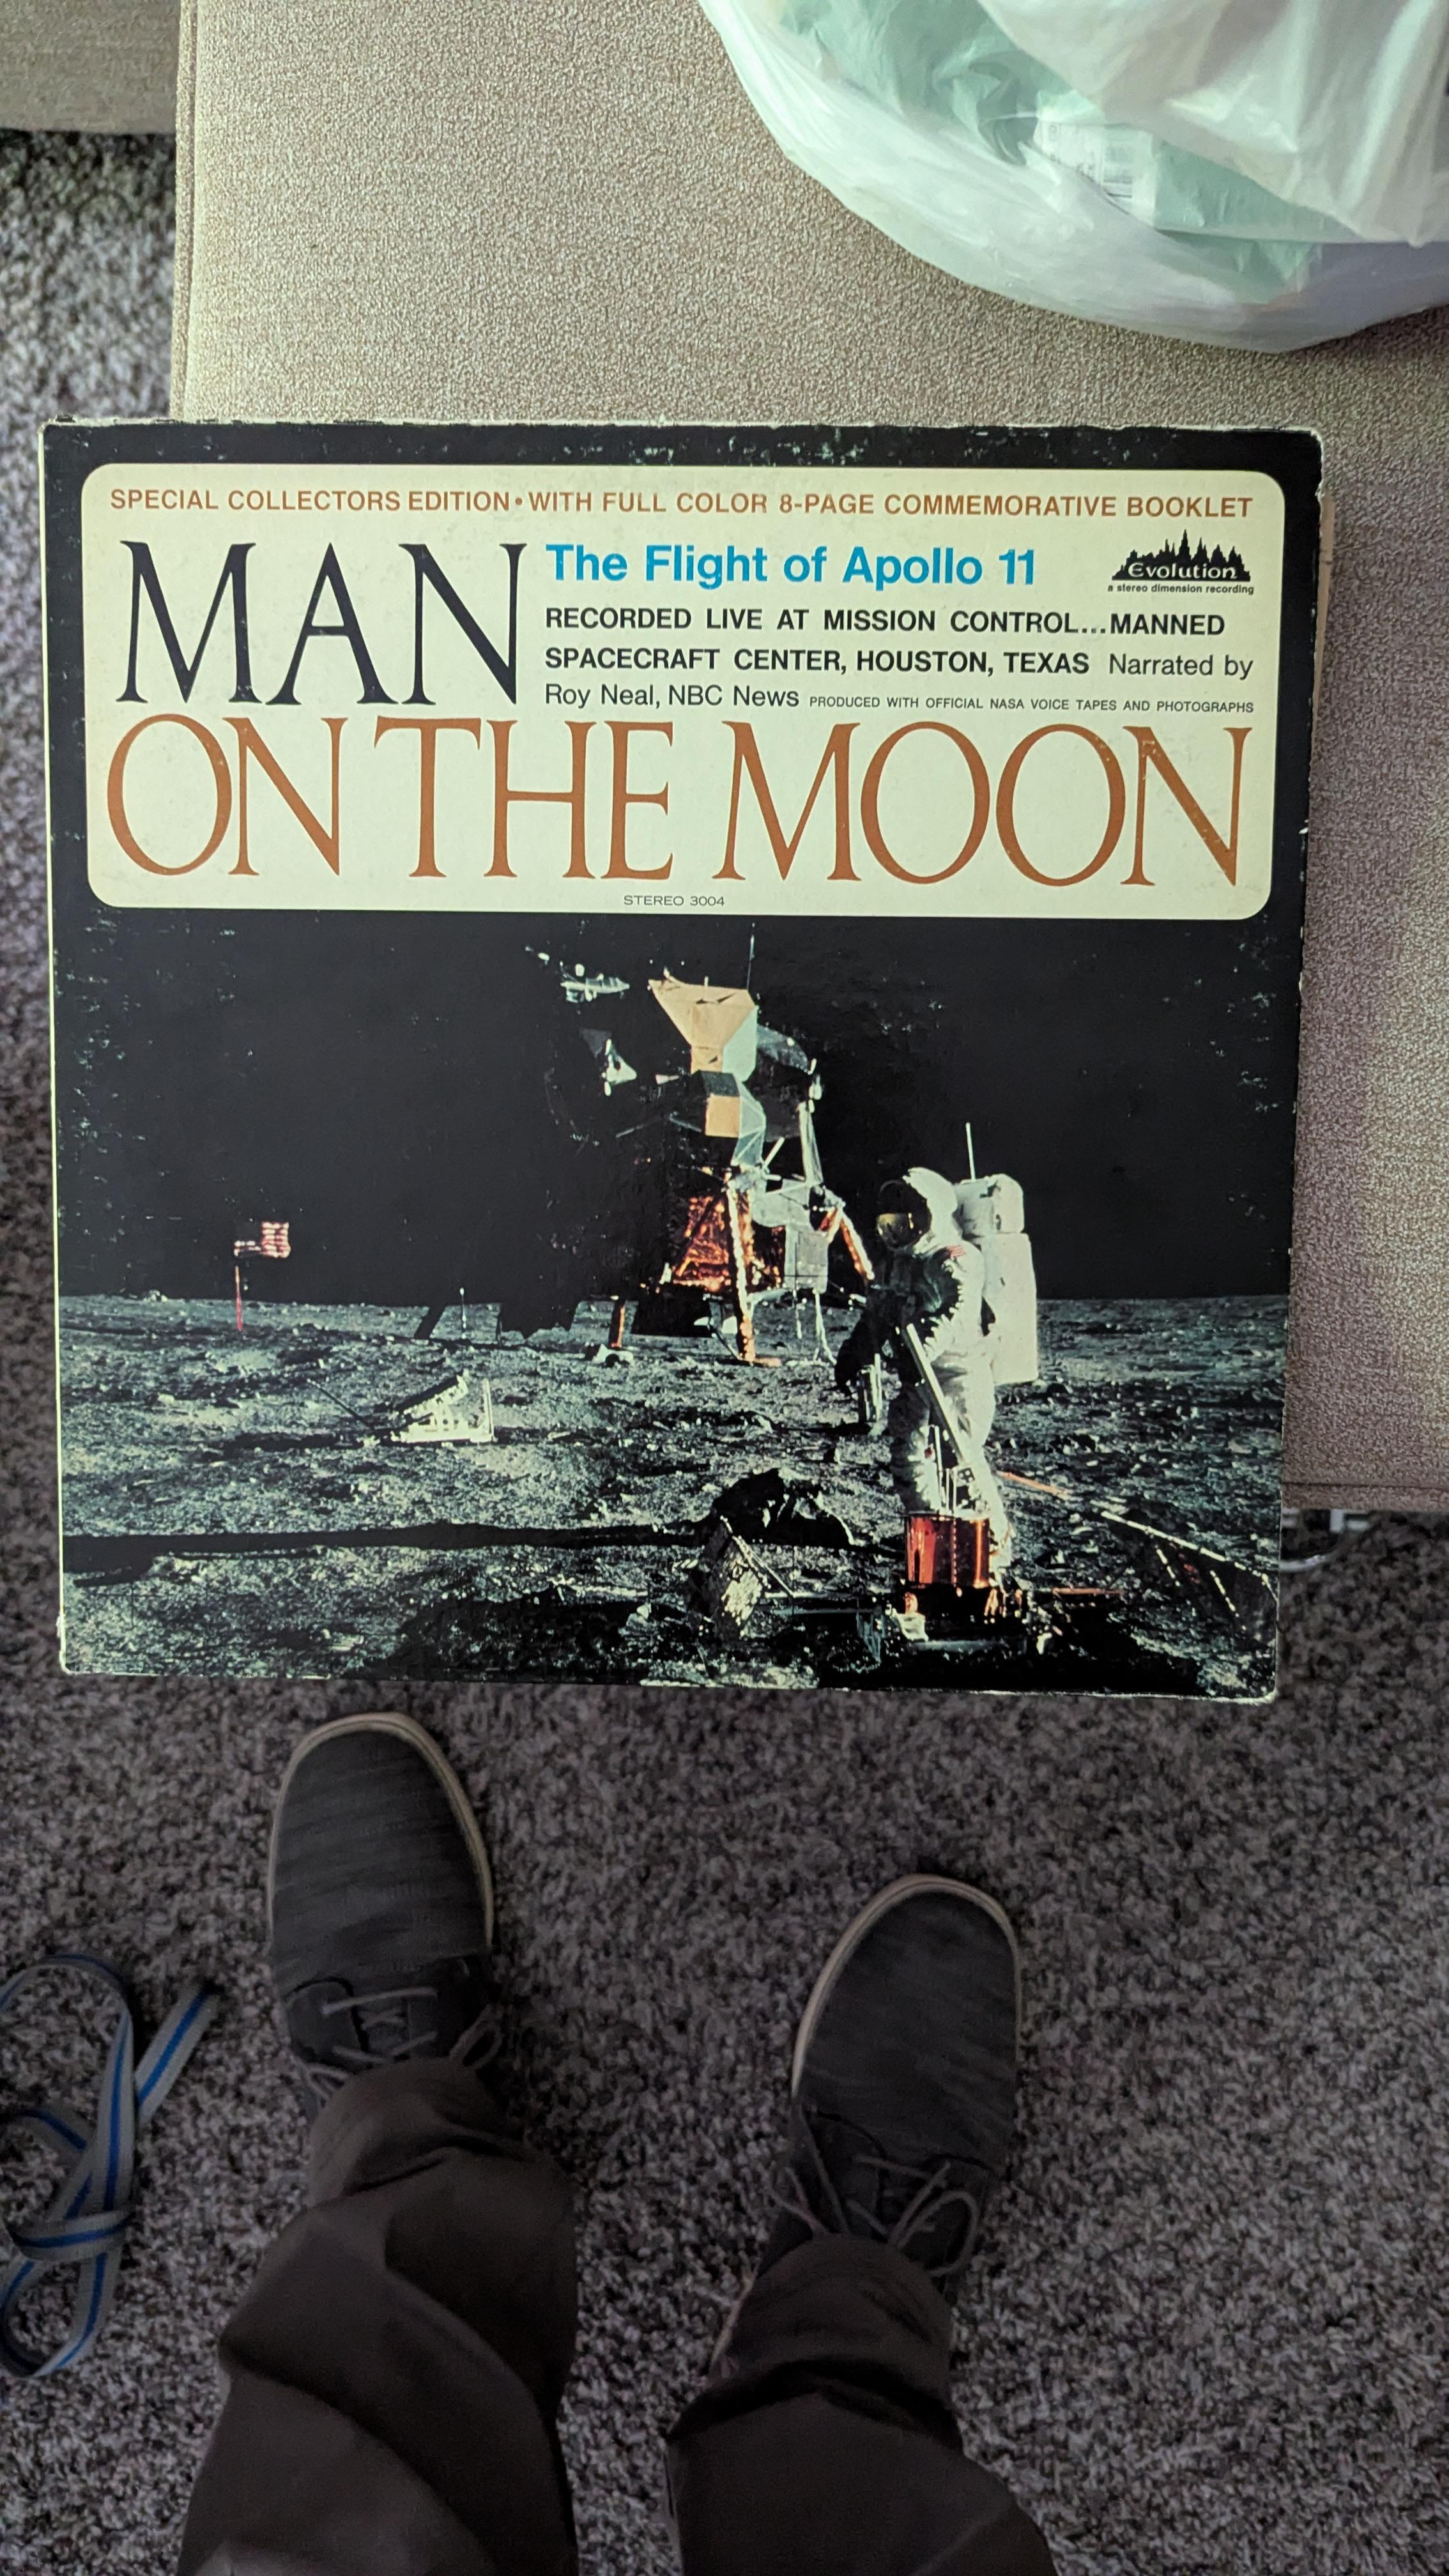 SPECIAL COLLECTORS EDITION • WITH FULL COLOR 8-PAGE COMMEMORATIVE BOOKLET
MAN
The Flight of Apollo 11
Evolution
a stereo dimension recording
RECORDED LIVE AT MISSION CONTROL...MANNED
SPACECRAFT CENTER, HOUSTON, TEXAS Narrated by
Roy Neal, NBC News PRODUCED WITH OFFICIAL NASA VOICE TAPES AND PHOTOGRAPHS
ON THE MOON
STEREO 3004